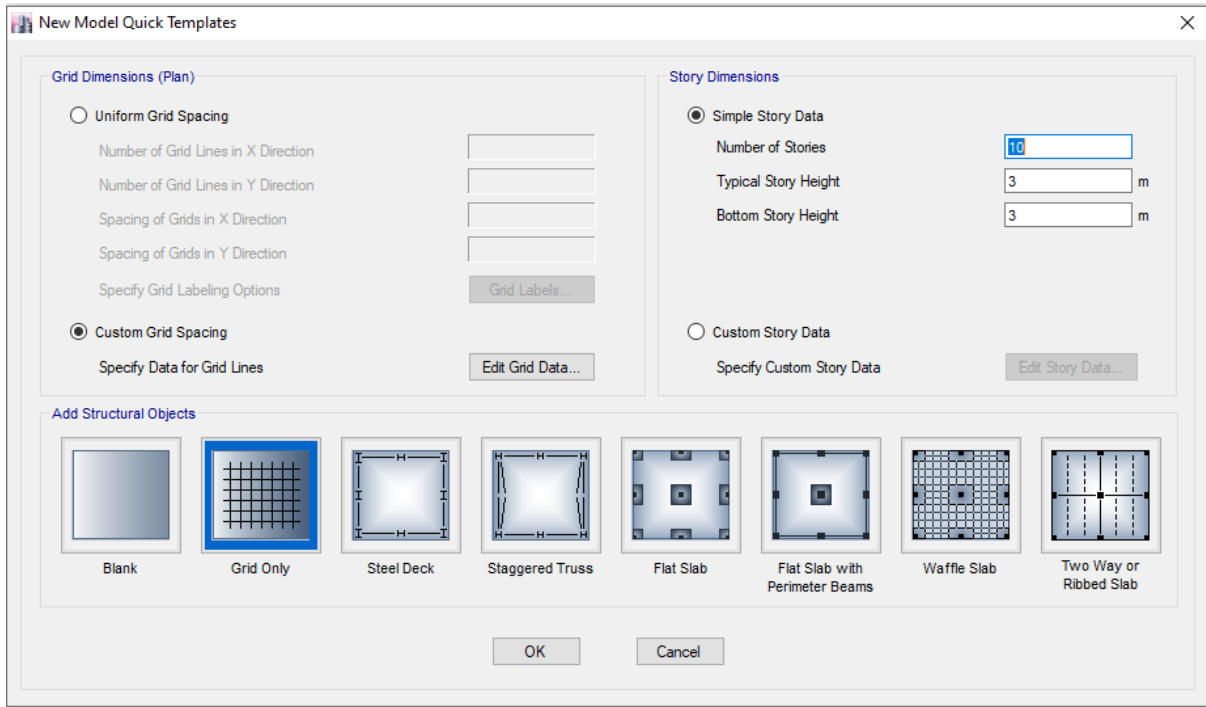 New Model Quick Templates
Grid Dimensions (Plan)
Uniform Grid Spacing
Number of Grid Lines in X Direction
Number of Grid Lines in Y Direction
Spacing of Grids in X Direction
Spacing of Grids in Y Direction
Specify Grid Labeling Options
Grid Labels...
Custom Grid Spacing
Specify Data for Grid Lines
Edit Grid Data...
Story Dimensions
Simple Story Data
Number of Stories
10
Typical Story Height
3
m
Bottom Story Height
3
m
Custom Story Data
Specify Custom Story Data
Edit Story Data...
Add Structural Objects
Blank
Grid Only
Steel Deck
Staggered Truss
Flat Slab
Flat Slab with
Perimeter Beams
Waffle Slab
Two Way or
Ribbed Slab
OK
Cancel